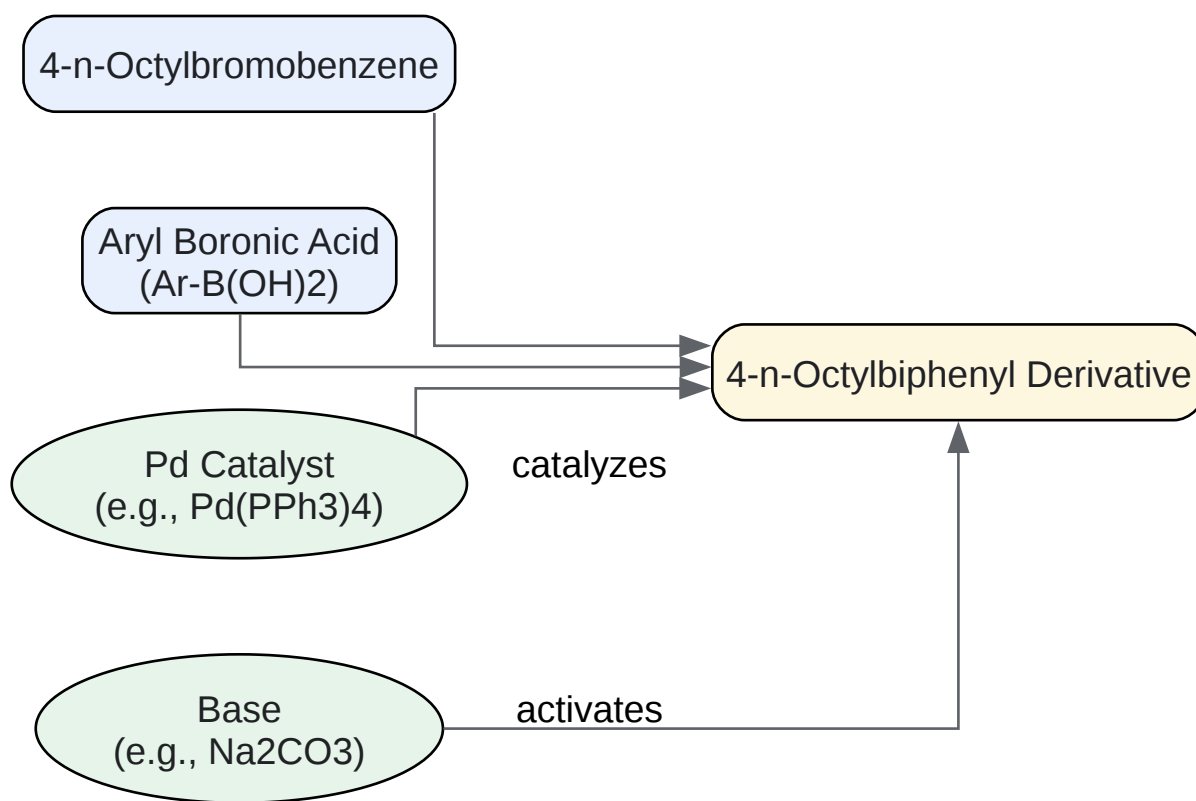 4-n-Octylbromobenzene
Aryl Boronic Acid
(Ar-B(OH)2)
4-n-Octylbiphenyl Derivative
Pd Catalyst
(e.g., Pd(PPh3)4)
catalyzes
Base
(e.g., Na2CO3)
activates